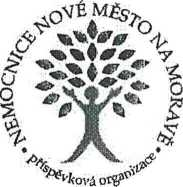 • NEMOCNICE NOVÉ MĚSTO NA MORAVĚ •
příspěvková organizace